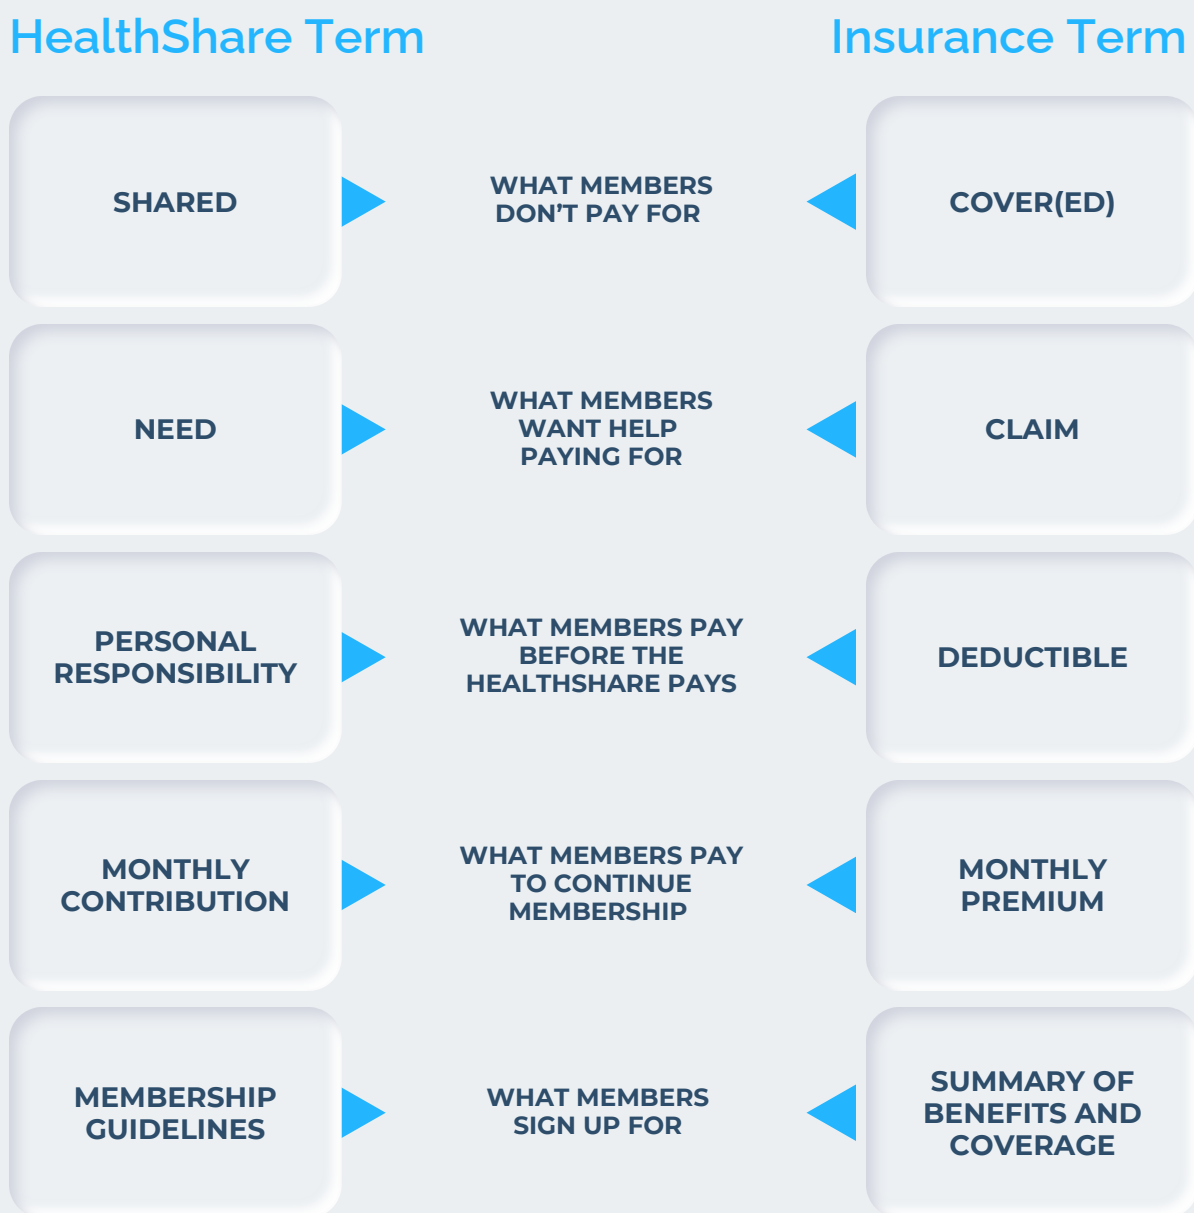 HealthShare Term
Insurance Term
SHARED
WHAT MEMBERS
DON'T PAY FOR
COVER(ED)
NEED
WHAT MEMBERS
WANT HELP
PAYING FOR
CLAIM
PERSONAL
RESPONSIBILITY
WHAT MEMBERS PAY
BEFORE THE
HEALTHSHARE PAYS
DEDUCTIBLE
MONTHLY
CONTRIBUTION
WHAT MEMBERS PAY
TO CONTINUE
MEMBERSHIP
MONTHLY
PREMIUM
MEMBERSHIP
GUIDELINES
WHAT MEMBERS
SIGN UP FOR
SUMMARY OF
BENEFITS AND
COVERAGE